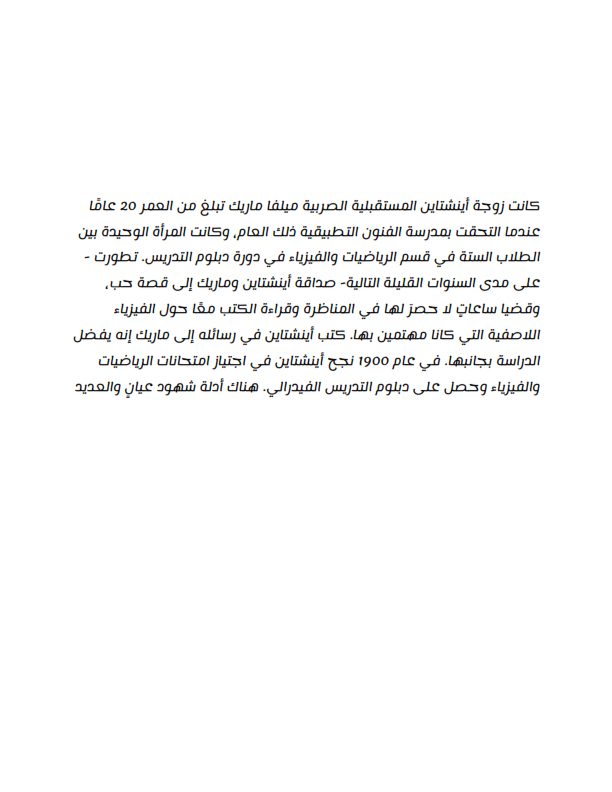 كانت زوجة أينشتاين المستقبلية الصربية ميلفا ماريك تبلغ من العمر 20 عامًا
عندما التحقت بمدرسة الفنون التطبيقية ذلك العام، وكانت المرأة الوحيدة بين
الطلاب الستة في قسم الرياضيات والفيزياء في دورة دبلوم التدريس. تطورت -
على مدى السنوات القليلة التالية- صداقة أينشتاين وماريك إلى قصة حب،
وقضيا ساعاتٍ لا حصرَ لها في المناظرة وقراءة الكتب معًا حول الفيزياء
اللاصفية التي كانا مهتمين بها. كتب أينشتاين في رسائله إلى ماريك إنه يفضل
الدراسة بجانبها. في عام 1900 نجح أينشتاين في اجتياز امتحانات الرياضيات
والفيزياء وحصل على دبلوم التدريس الفيدرالي. هناك أدلة شهود عيانٍ والعديد